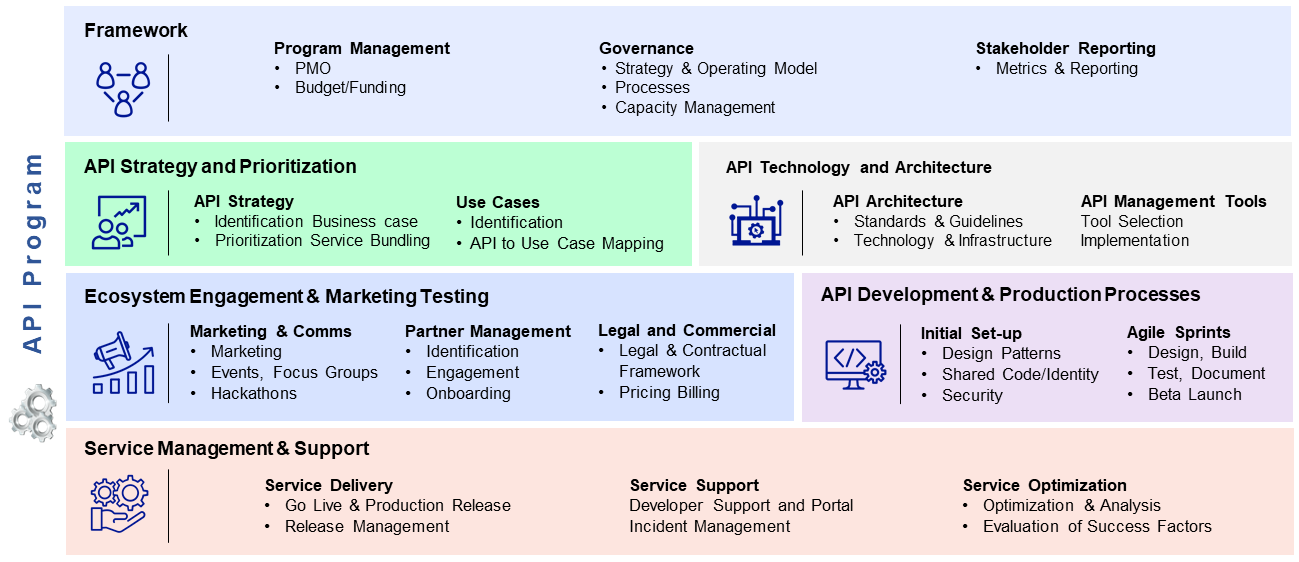 API Program
Framework
Program Management
• PMO
• Budget/Funding
Governance
• Strategy & Operating Model
• Processes
• Capacity Management
Stakeholder Reporting
• Metrics & Reporting
API Strategy and Prioritization
API Strategy
• Identification Business case
• Prioritization Service Bundling
Use Cases
• Identification
• API to Use Case Mapping
API Technology and Architecture
API Architecture
• Standards & Guidelines
• Technology & Infrastructure
API Management Tools
Tool Selection
Implementation
Ecosystem Engagement & Marketing Testing
Marketing & Comms
• Marketing
• Events, Focus Groups
• Hackathons
Partner Management
• Identification
• Engagement
• Onboarding
Legal and Commercial
• Legal & Contractual
Framework
• Pricing Billing
API Development & Production Processes
Initial Set-up
• Design Patterns
• Shared Code/Identity
• Security
Agile Sprints
• Design, Build
• Test, Document
• Beta Launch
Service Management & Support
Service Delivery
• Go Live & Production Release
• Release Management
Service Support
Developer Support and Portal
Incident Management
Service Optimization
• Optimization & Analysis
• Evaluation of Success Factors